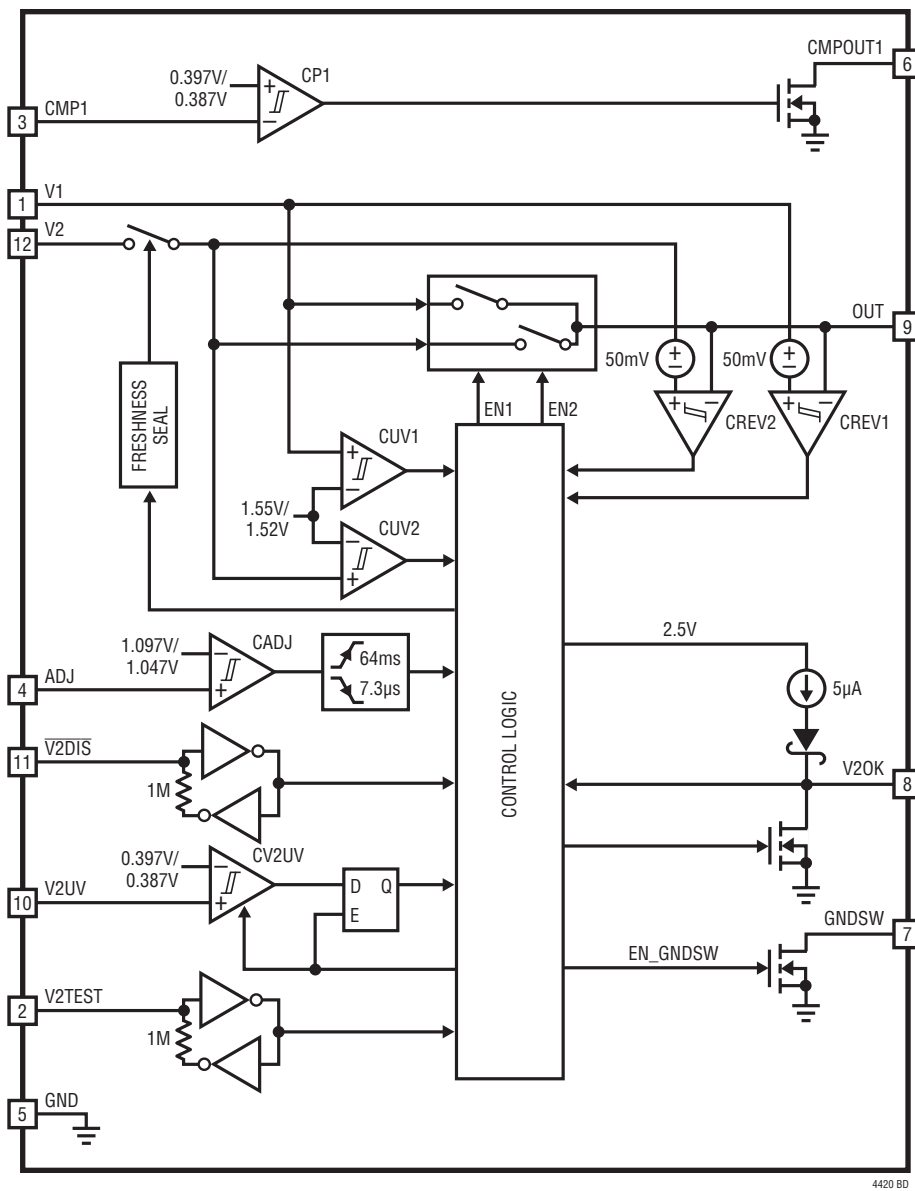 CMPOUT1
6
0.397V/
0.387V
+
CP1
−
3
CMP1
1
V1
12
V2
OUT
9
50mV
+
−
50mV
+
−
+
−
+
−
CREV2
CREV1
EN1
EN2
FRESHNESS
SEAL
CUV1
+
−
1.55V/
1.52V
CUV2
−
+
1.097V/
1.047V
−
CADJ
+
64ms
7.3µs
4
ADJ
2.5V
5µA
CONTROL LOGIC
11
V2DIS
1M
V2OK
8
0.397V/
0.387V
−
CV2UV
+
10
V2UV
D Q
E
GNDSW
7
EN_GNDSW
2
V2TEST
1M
5
GND
4420 BD